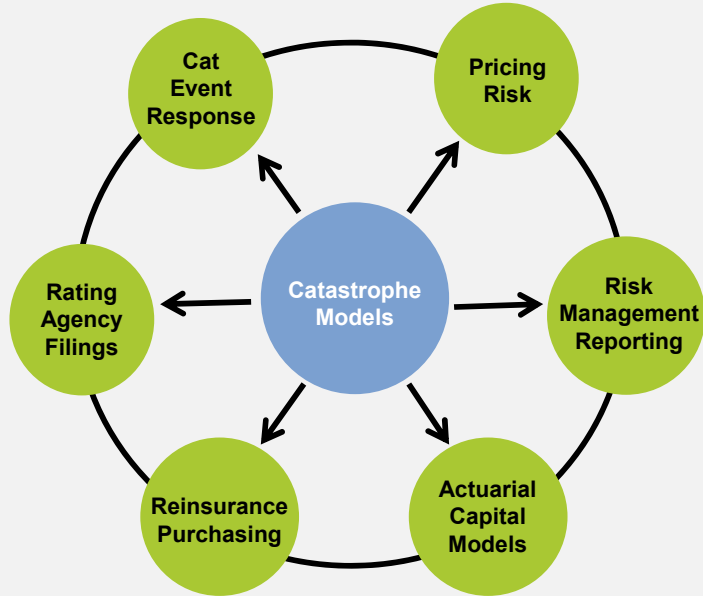 Cat
Event
Response
Pricing
Risk
Catastrophe
Models
Rating
Agency
Filings
Risk
Management
Reporting
Reinsurance
Purchasing
Actuarial
Capital
Models